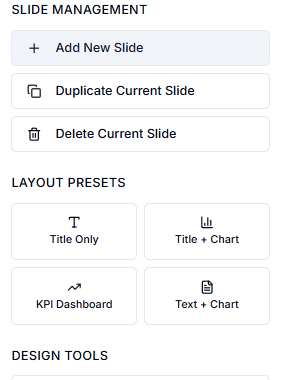 SLIDE MANAGEMENT
Add New Slide
Duplicate Current Slide
Delete Current Slide
LAYOUT PRESETS
Title Only
Title + Chart
KPI Dashboard
Text + Chart
DESIGN TOOLS